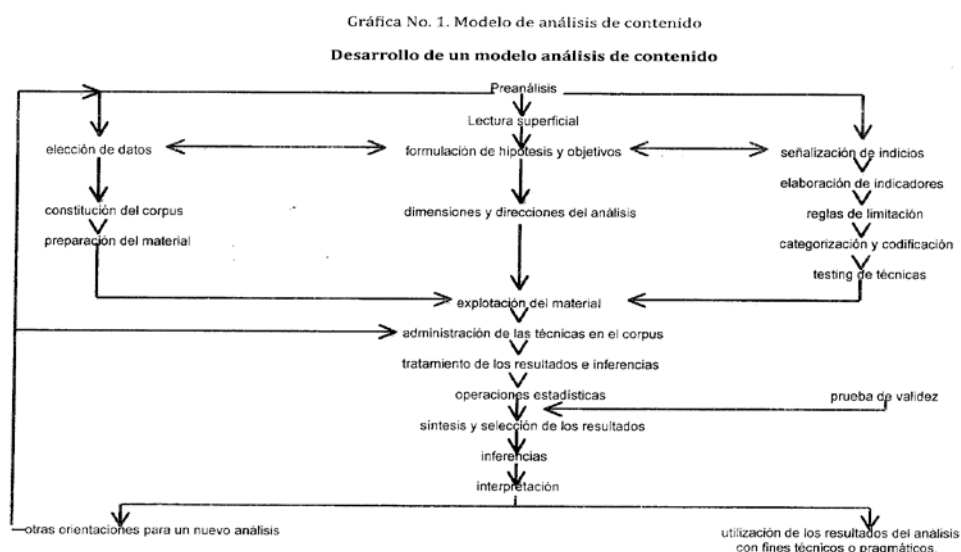 Gráfica No. 1. Modelo de análisis de contenido
Desarrollo de un modelo análisis de contenido
Preanálisis
Lectura superficial
elección de datos
formulación de hipótesis y objetivos
señalización de indicios
elaboración de indicadores
constitución del corpus
dimensiones y direcciones del análisis
reglas de limitación
preparación del material
categorización y codificación
testing de técnicas
explotación del material
administración de las técnicas en el corpus
tratamiento de los resultados e inferencias
operaciones estadísticas
prueba de validez
síntesis y selección de los resultados
inferencias
interpretación
otras orientaciones para un nuevo análisis
utilización de los resultados del análisis
con fines técnicos o pragmáticos.